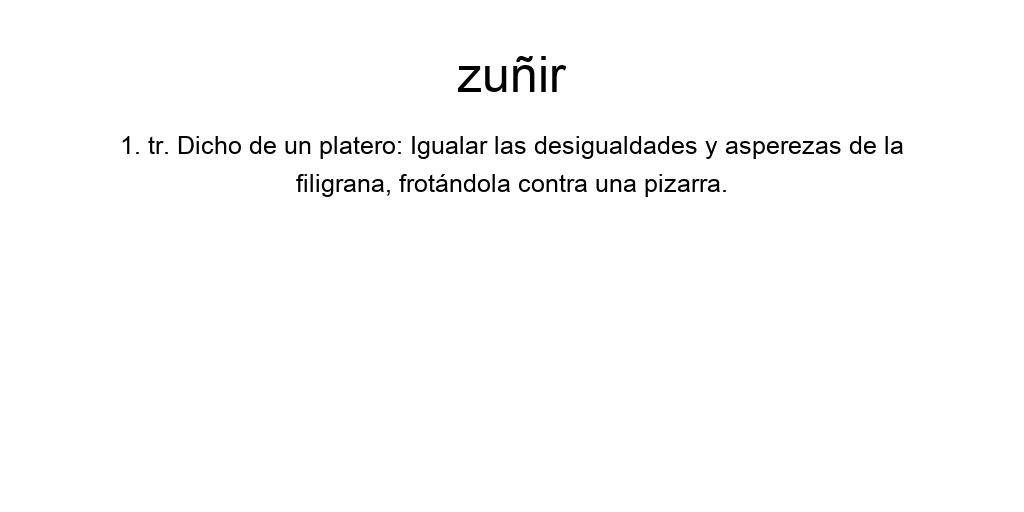 zuñir
1. tr. Dicho de un platero: Igualar las desigualdades y asperezas de la
filigrana, frotándola contra una pizarra.